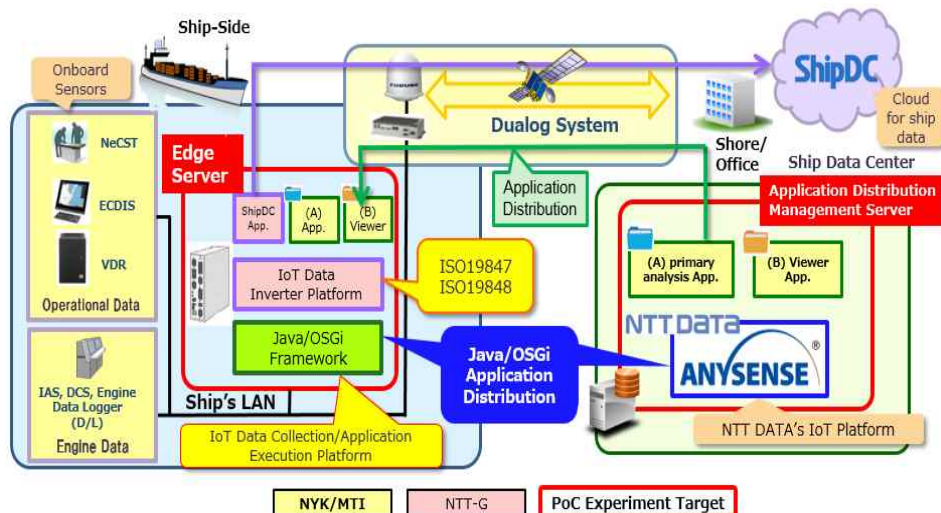 Ship-Side
Onboard
Sensors
NeCST
ECDIS
VDR
Operational Data
IAS, DCS, Engine
Data Logger
(D/L)
Engine Data
Edge
Server
ShipDC
App.
(A)
App.
(B)
Viewer
IoT Data
Inverter Platform
Java/OSGi
Framework
Ship's LAN
IoT Data Collection/Application
Execution Platform
ISO19847
ISO19848
FURUNO
Dualog System
Application
Distribution
Java/OSGi
Application
Distribution
Shore/
Office
ShipDC
Cloud
for ship
data
Ship Data Center
Application Distribution
Management Server
(A) primary
analysis App.
(B) Viewer
App.
NTT DATA
ANYSENSE®
NTT DATA's IoT Platform
NYK/MTI
NTT-G
PoC Experiment Target